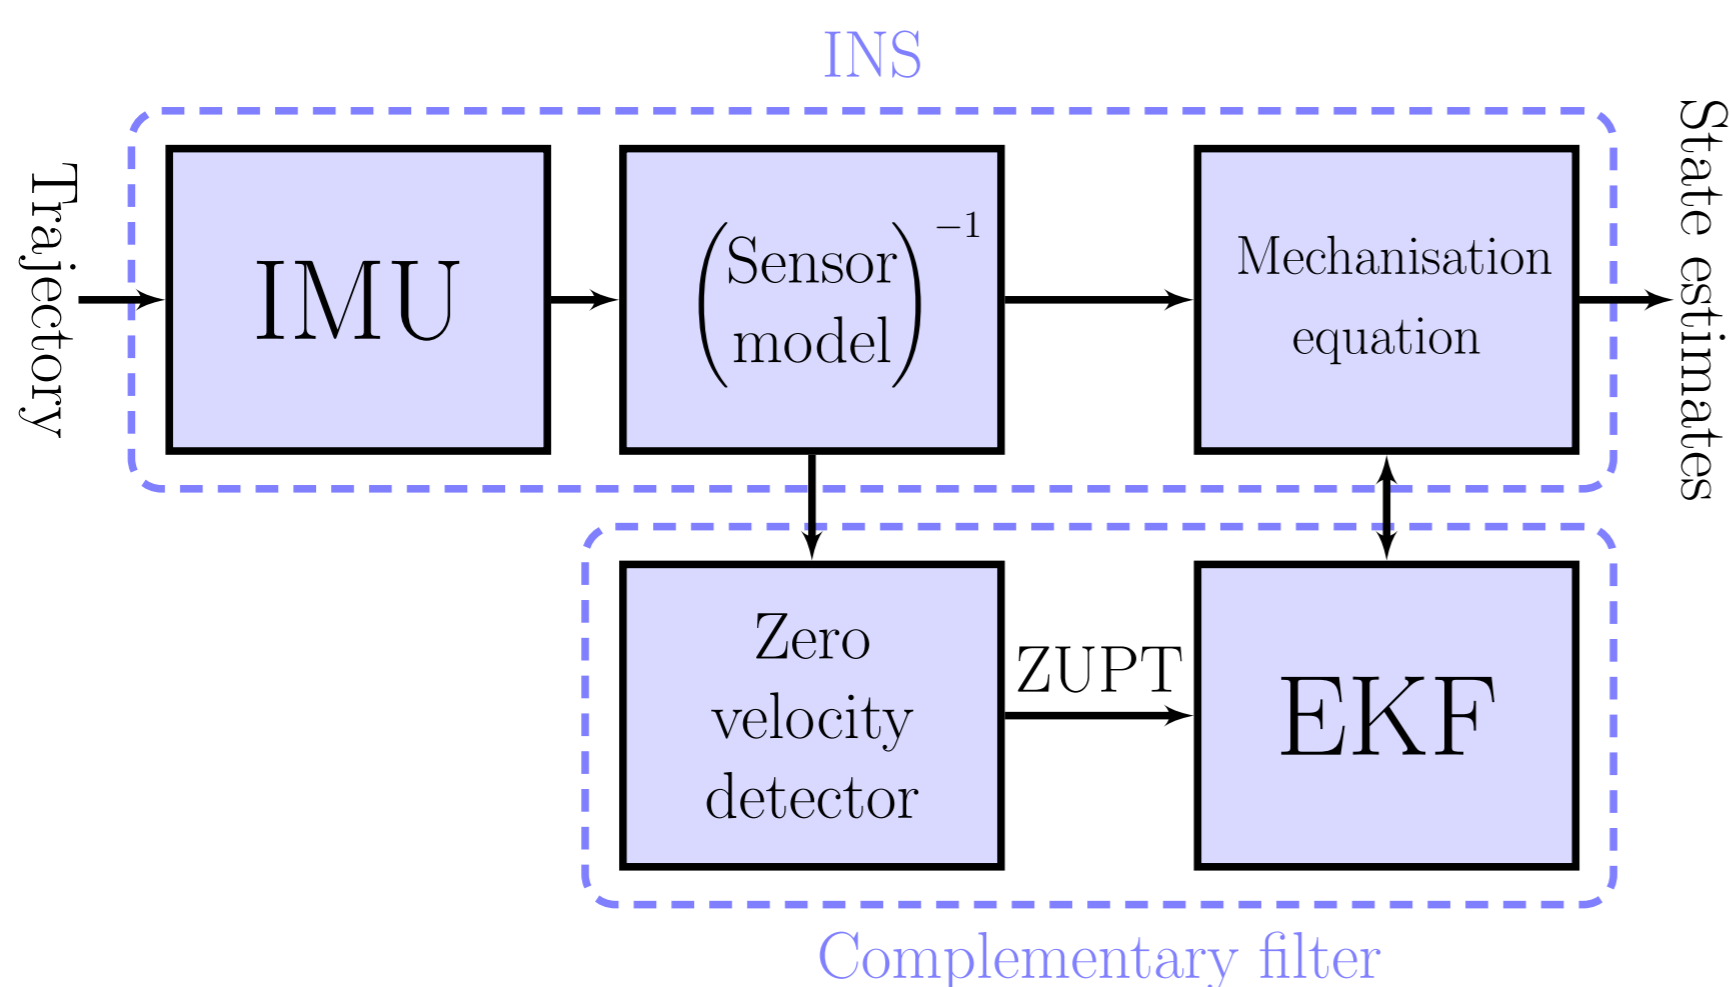 INS
Trajectory
IMU
(Sensor
model)
−1
Mechanisation
equation
State estimates
Zero
velocity
detector
ZUPT
EKF
Complementary filter